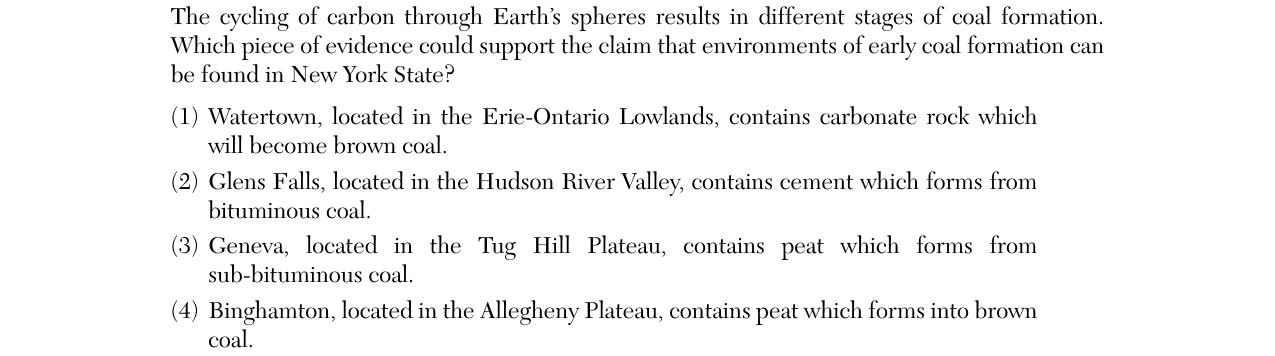 The cycling of carbon through Earth’s spheres results in different stages of coal formation.
Which piece of evidence could support the claim that environments of early coal formation can
be found in New York State?
(1) Watertown, located in the Erie-Ontario Lowlands, contains carbonate rock which
will become brown coal.
(2) Glens Falls, located in the Hudson River Valley, contains cement which forms from
bituminous coal.
(3) Geneva, located in the Tug Hill Plateau, contains peat which forms from
sub-bituminous coal.
(4) Binghamton, located in the Allegheny Plateau, contains peat which forms into brown
coal.